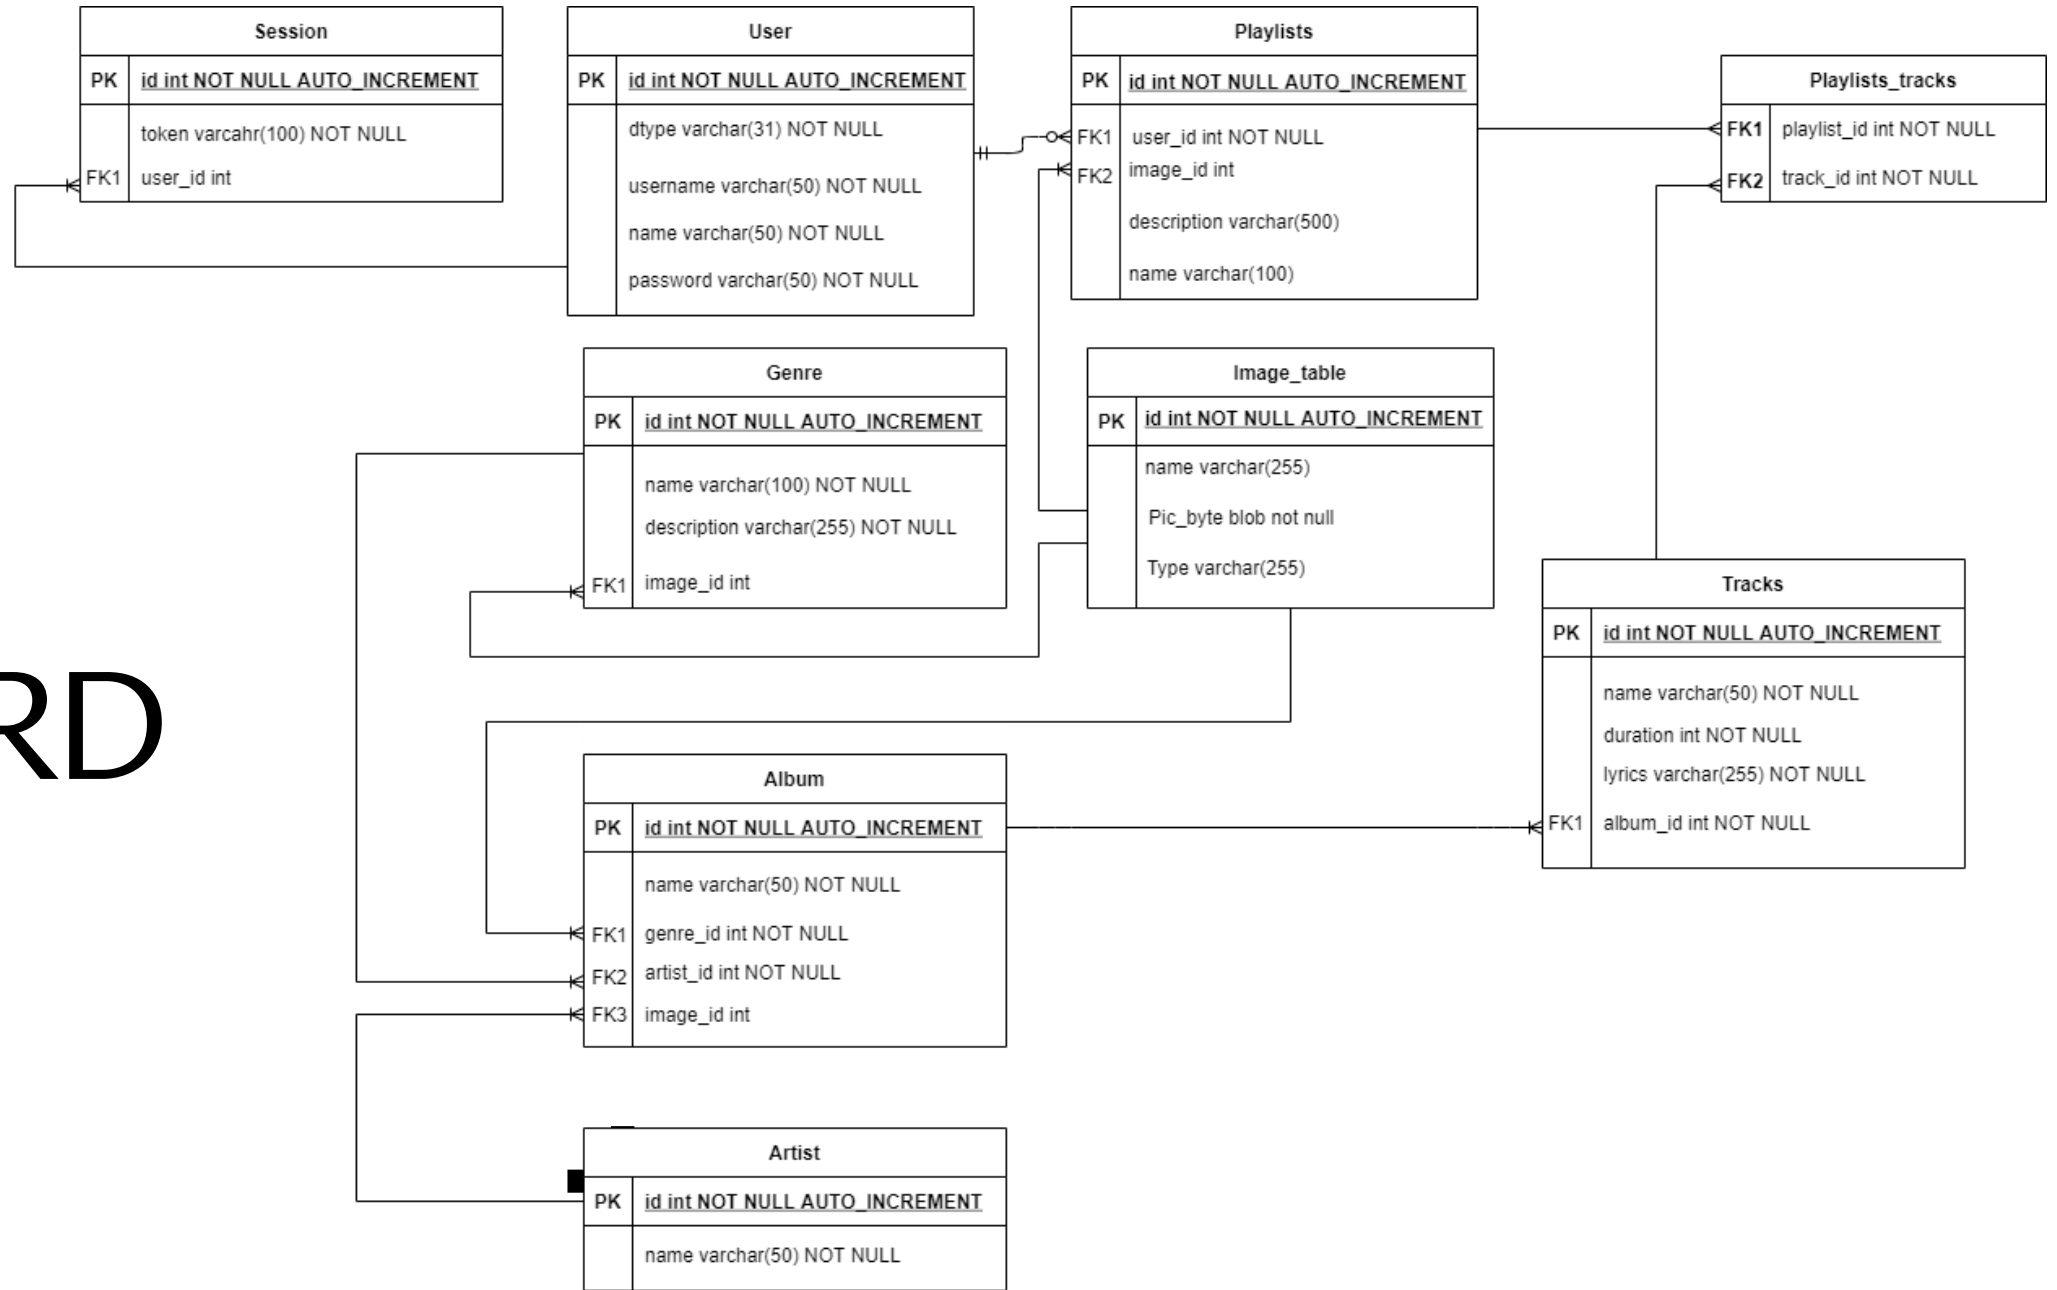 Session
PK id int NOT NULL AUTO_INCREMENT
token varcahr(100) NOT NULL
FK1 user_id int
User
PK id int NOT NULL AUTO_INCREMENT
dtype varchar(31) NOT NULL
username varchar(50) NOT NULL
name varchar(50) NOT NULL
password varchar(50) NOT NULL
Playlists
PK id int NOT NULL AUTO_INCREMENT
FK1 user_id int NOT NULL
FK2 image_id int
description varchar(500)
name varchar(100)
Playlists_tracks
FK1 playlist_id int NOT NULL
FK2 track_id int NOT NULL
Genre
PK id int NOT NULL AUTO_INCREMENT
name varchar(100) NOT NULL
description varchar(255) NOT NULL
FK1 image_id int
Image_table
PK id int NOT NULL AUTO_INCREMENT
name varchar(255)
Pic_byte blob not null
Type varchar(255)
Tracks
PK id int NOT NULL AUTO_INCREMENT
name varchar(50) NOT NULL
duration int NOT NULL
lyrics varchar(255) NOT NULL
FK1 album_id int NOT NULL
RD
Album
PK id int NOT NULL AUTO_INCREMENT
name varchar(50) NOT NULL
FK1 genre_id int NOT NULL
FK2 artist_id int NOT NULL
FK3 image_id int
Artist
PK id int NOT NULL AUTO_INCREMENT
name varchar(50) NOT NULL